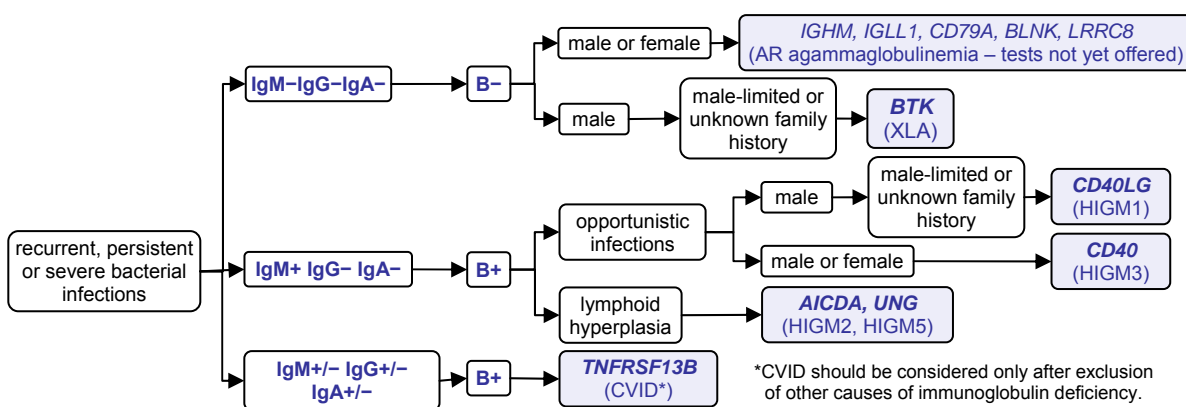 recurrent, persistent
or severe bacterial
infections
IgM−IgG−IgA−
B−
male or female
IGHM, IGLL1, CD79A, BLNK, LRRC8
(AR agammaglobulinemia – tests not yet offered)
male
male-limited or
unknown family
history
BTK
(XLA)
IgM+ IgG− IgA−
B+
opportunistic
infections
male
male-limited or
unknown family
history
CD40LG
(HIGM1)
male or female
CD40
(HIGM3)
lymphoid
hyperplasia
AICDA, UNG
(HIGM2, HIGM5)
IgM+/− IgG+/−
IgA+/−
B+
TNFRSF13B
(CVID*)
*CVID should be considered only after exclusion
of other causes of immunoglobulin deficiency.